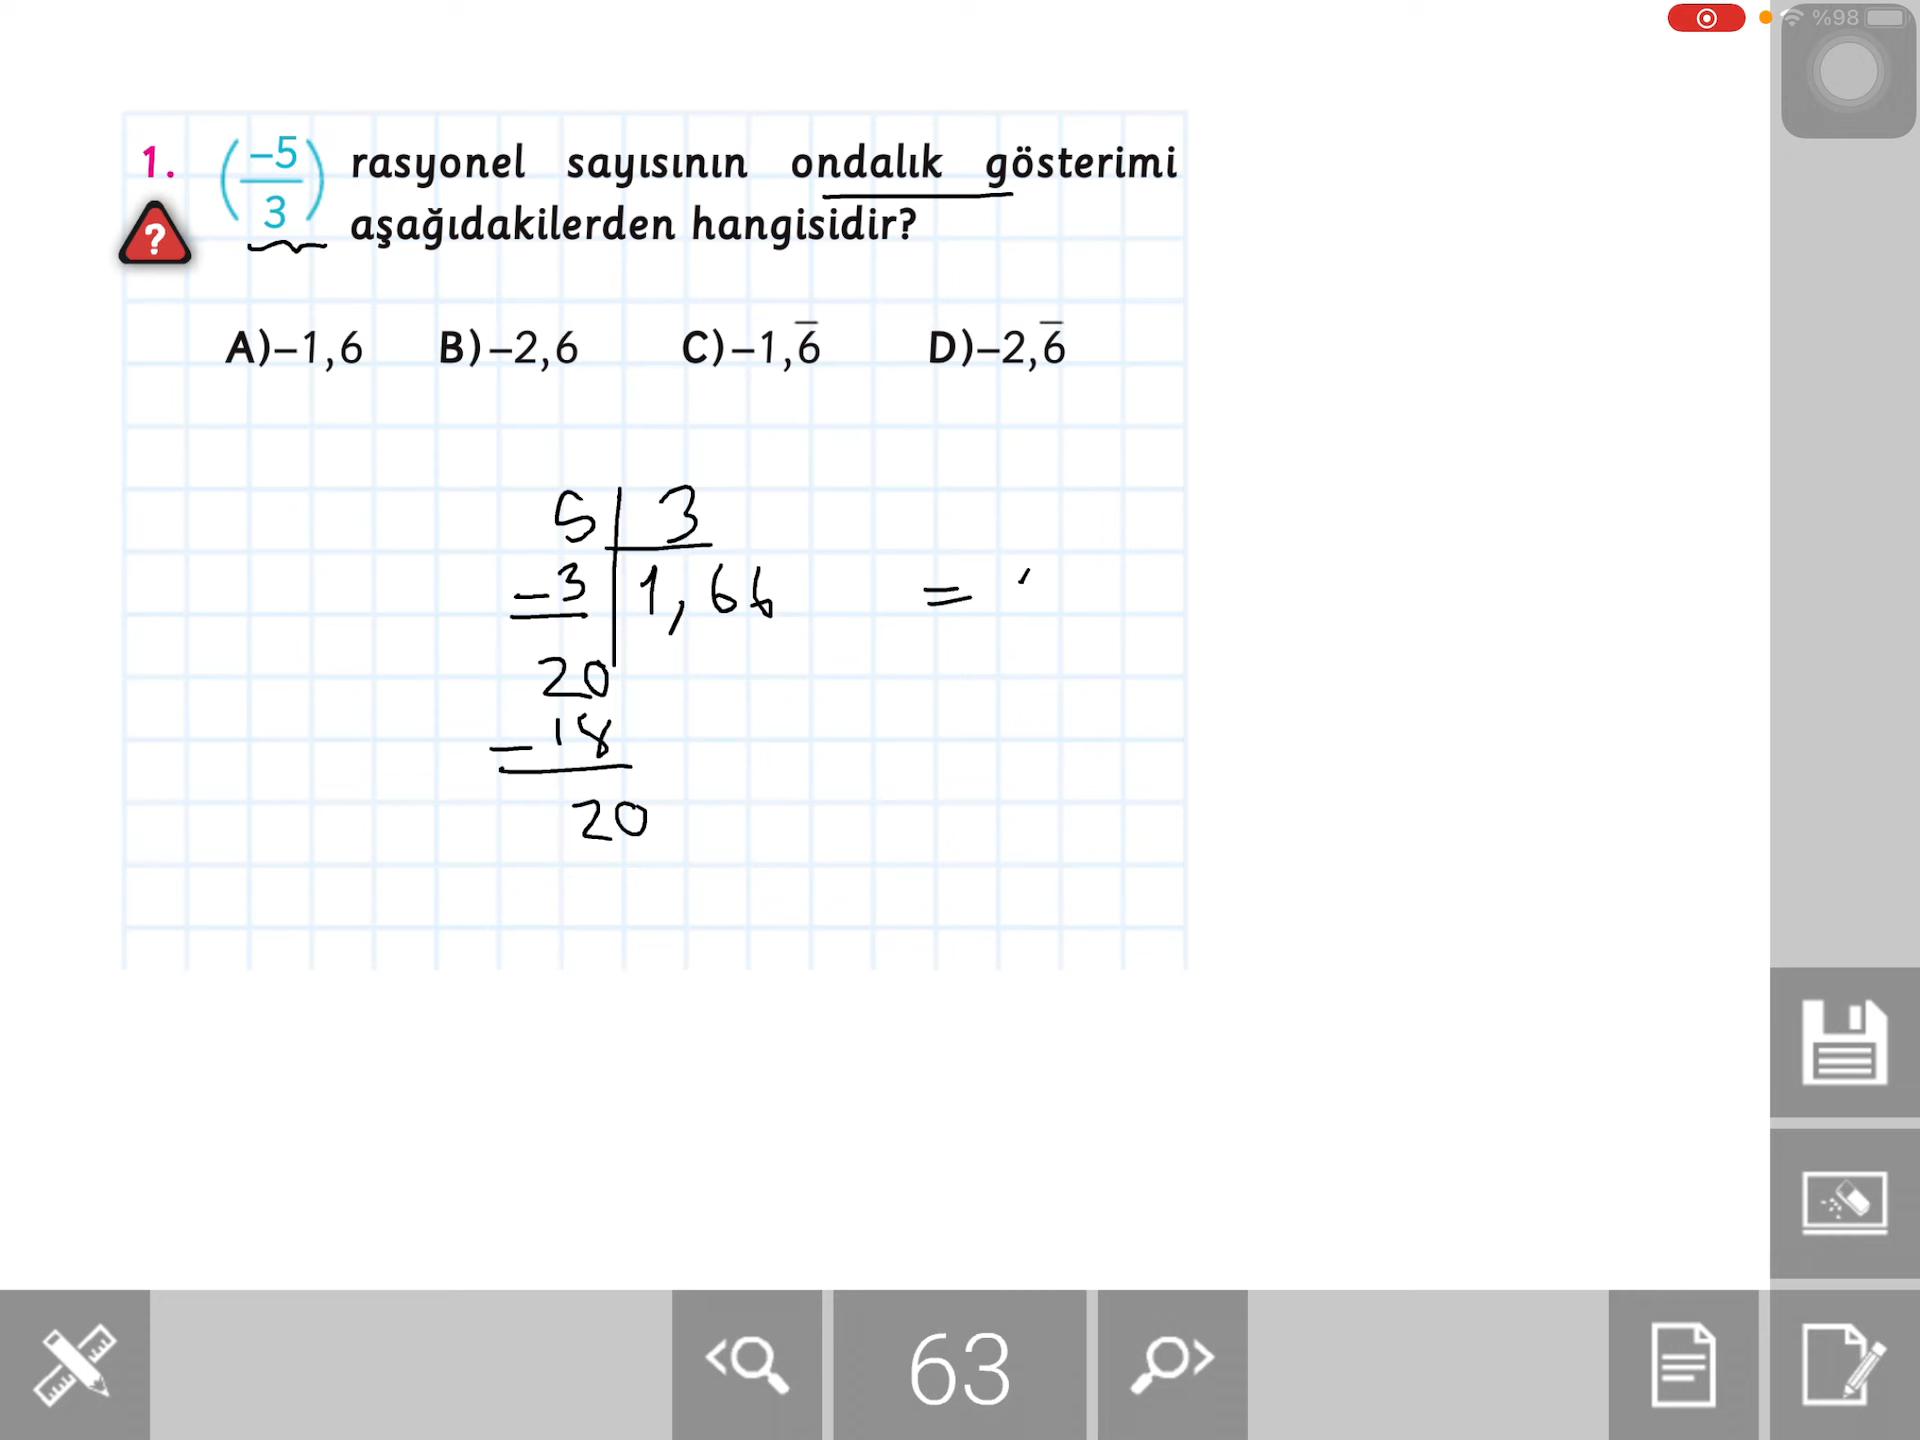 %98
1. (−5/3) rasyonel sayısının ondalık gösterimi
aşağıdakilerden hangisidir?
A) −1,6 B) −2,6 C) −1,6̅ D) −2,6̅
5 | 3
−3 | 1,66 =
20
−18
20
63